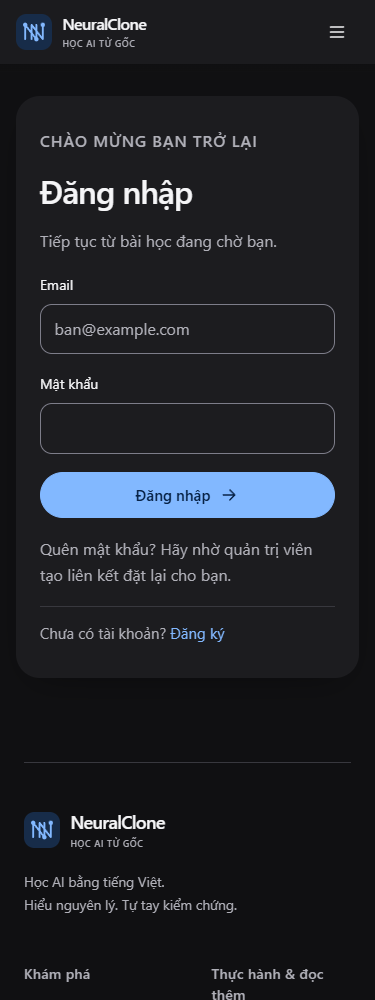 NeuralClone
HỌC AI TỪ GỐC
CHÀO MỪNG BẠN TRỞ LẠI
Đăng nhập
Tiếp tục từ bài học đang chờ bạn.
Email
ban@example.com
Mật khẩu
Đăng nhập →
Quên mật khẩu? Hãy nhờ quản trị viên
tạo liên kết đặt lại cho bạn.
Chưa có tài khoản? Đăng ký
NeuralClone
HỌC AI TỪ GỐC
Học AI bằng tiếng Việt.
Hiểu nguyên lý. Tự tay kiểm chứng.
Khám phá
Thực hành & đọc
thêm